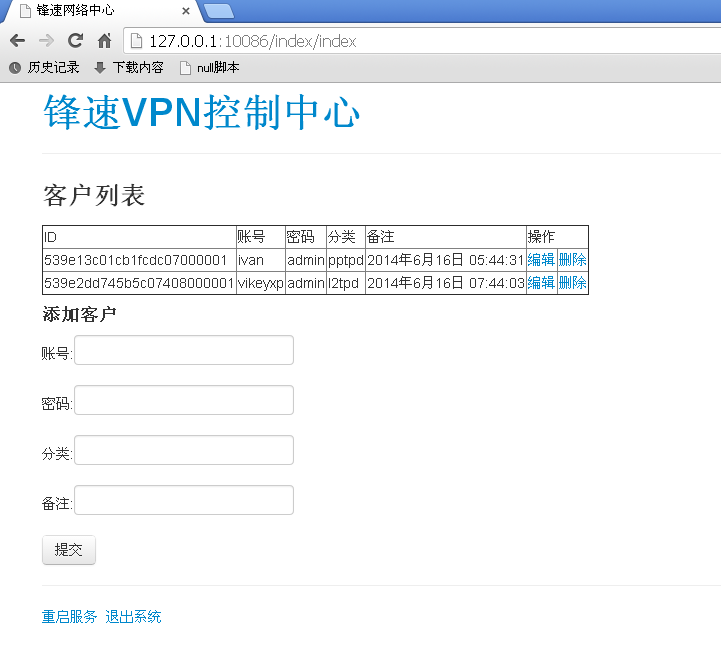 锋速网络中心
127.0.0.1:10086/index/index
历史记录 下载内容 null脚本
锋速VPN控制中心
客户列表
ID 账号 密码 分类 备注 操作
539e13c01cb1fcdc07000001 ivan admin pptpd 2014年6月16日 05:44:31 编辑 删除
539e2dd745b5c07408000001 vikeyxp admin l2tpd 2014年6月16日 07:44:03 编辑 删除
添加客户
账号:
密码:
分类:
备注:
提交
重启服务 退出系统